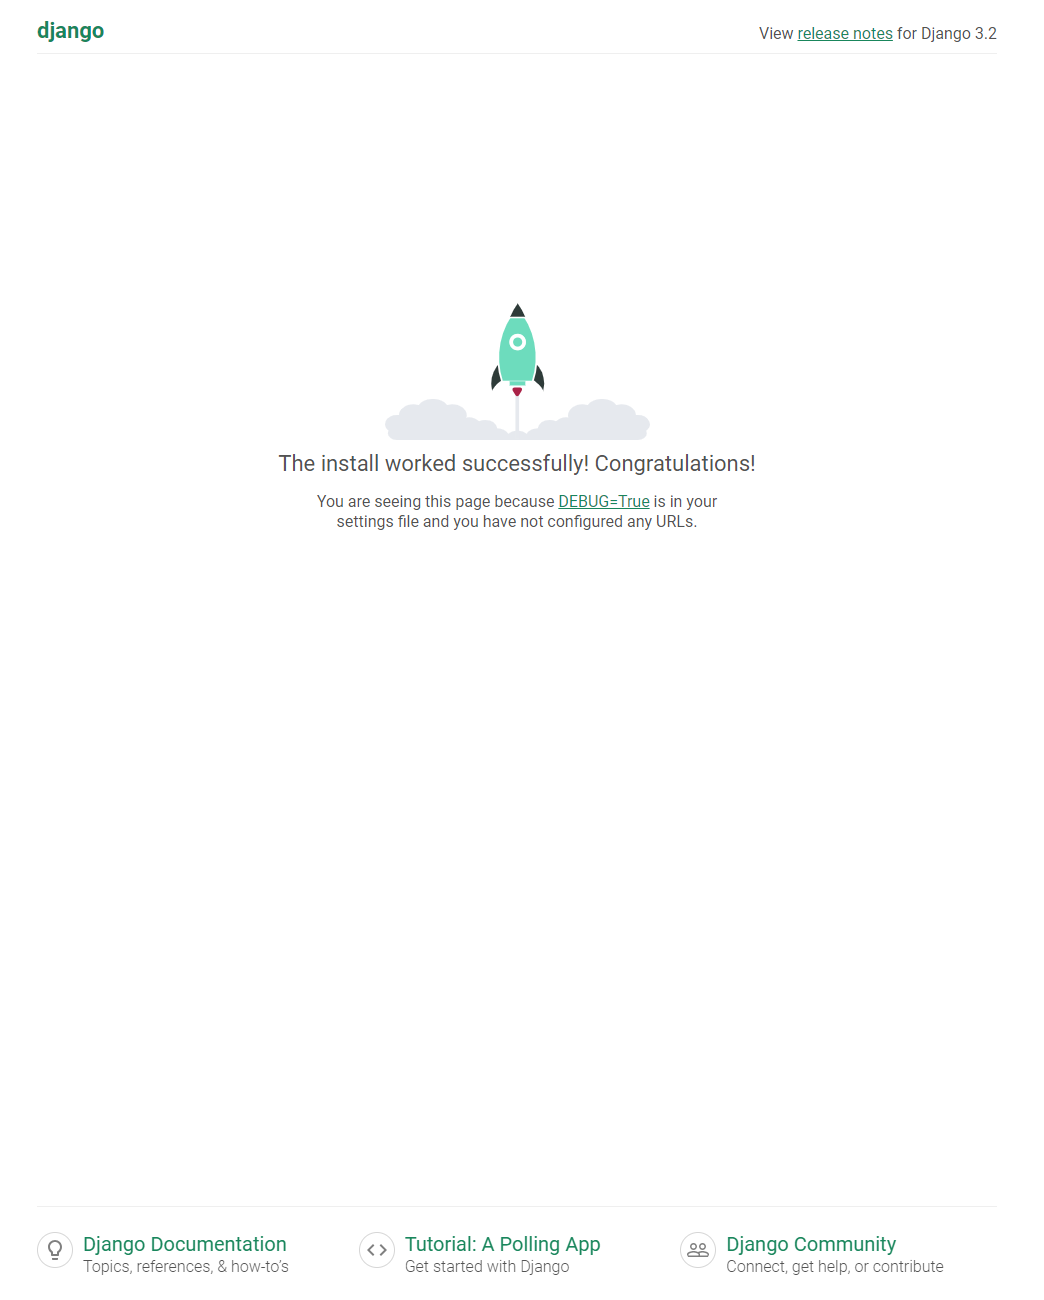 django
View release notes for Django 3.2
The install worked successfully! Congratulations!
You are seeing this page because DEBUG=True is in your
settings file and you have not configured any URLs.
Django Documentation
Topics, references, & how-to’s
Tutorial: A Polling App
Get started with Django
Django Community
Connect, get help, or contribute